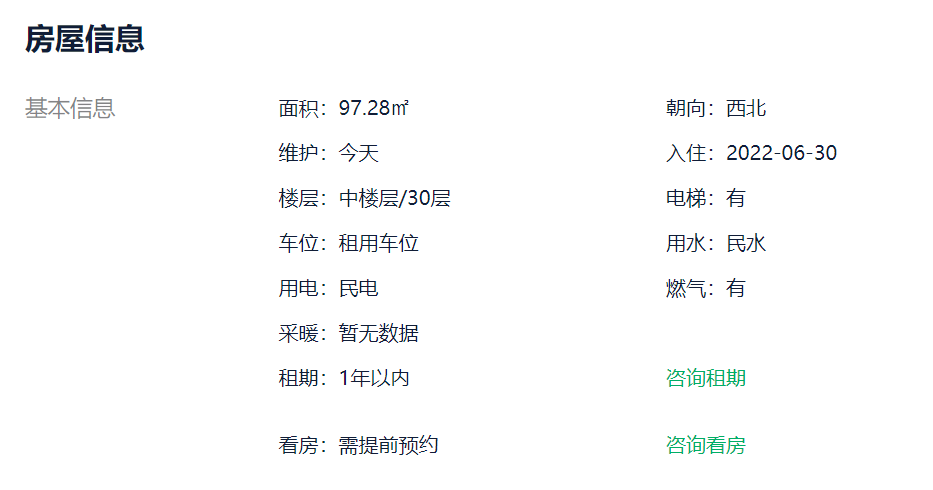 房屋信息
基本信息 面积：97.28㎡ 朝向：西北
维护：今天 入住：2022-06-30
楼层：中楼层/30层 电梯：有
车位：租用车位 用水：民水
用电：民电 燃气：有
采暖：暂无数据
租期：1年以内 咨询租期
看房：需提前预约 咨询看房